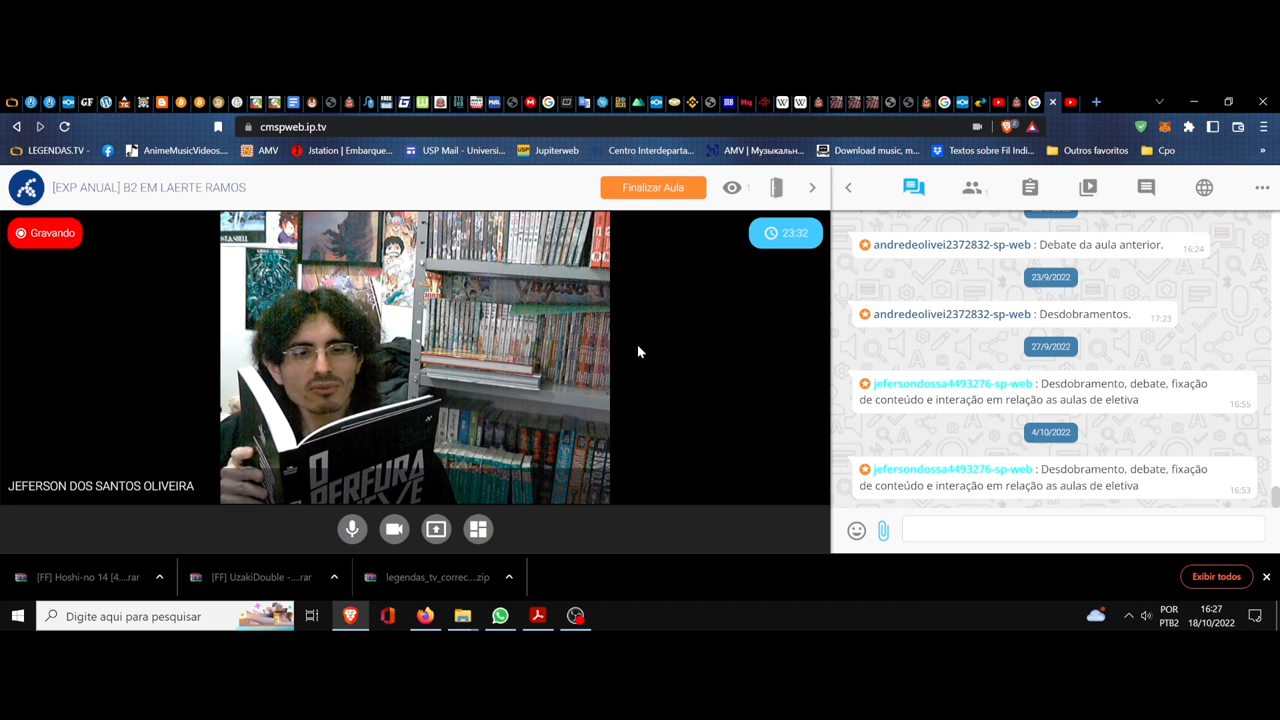 cmspweb.ip.tv
LEGENDAS.TV -
AnimeMusicVideos...
AMV
Jstation | Embarque...
USP Mail - Universi...
Jupiterweb
Centro Interdeparta...
AMV | Музыкальн...
Download music, m...
Textos sobre Fil Indi...
Outros favoritos
Cpo
[EXP ANUAL] B2 EM LAERTE RAMOS
Finalizar Aula
1
1
Gravando
23:32
O
PERFURA
NEVE
JEFERSON DOS SANTOS OLIVEIRA
andredeolivei2372832-sp-web : Debate da aula anterior.
16:24
23/9/2022
andredeolivei2372832-sp-web : Desdobramentos.
17:23
27/9/2022
jefersondossa4493276-sp-web : Desdobramento, debate, fixação
de conteúdo e interação em relação as aulas de eletiva
16:55
4/10/2022
jefersondossa4493276-sp-web : Desdobramento, debate, fixação
de conteúdo e interação em relação as aulas de eletiva
16:53
[FF] Hoshi-no 14 [4....rar
[FF] UzakiDouble -....rar
legendas_tv_correc....zip
Exibir todos
Digite aqui para pesquisar
POR
PTB2
16:27
18/10/2022